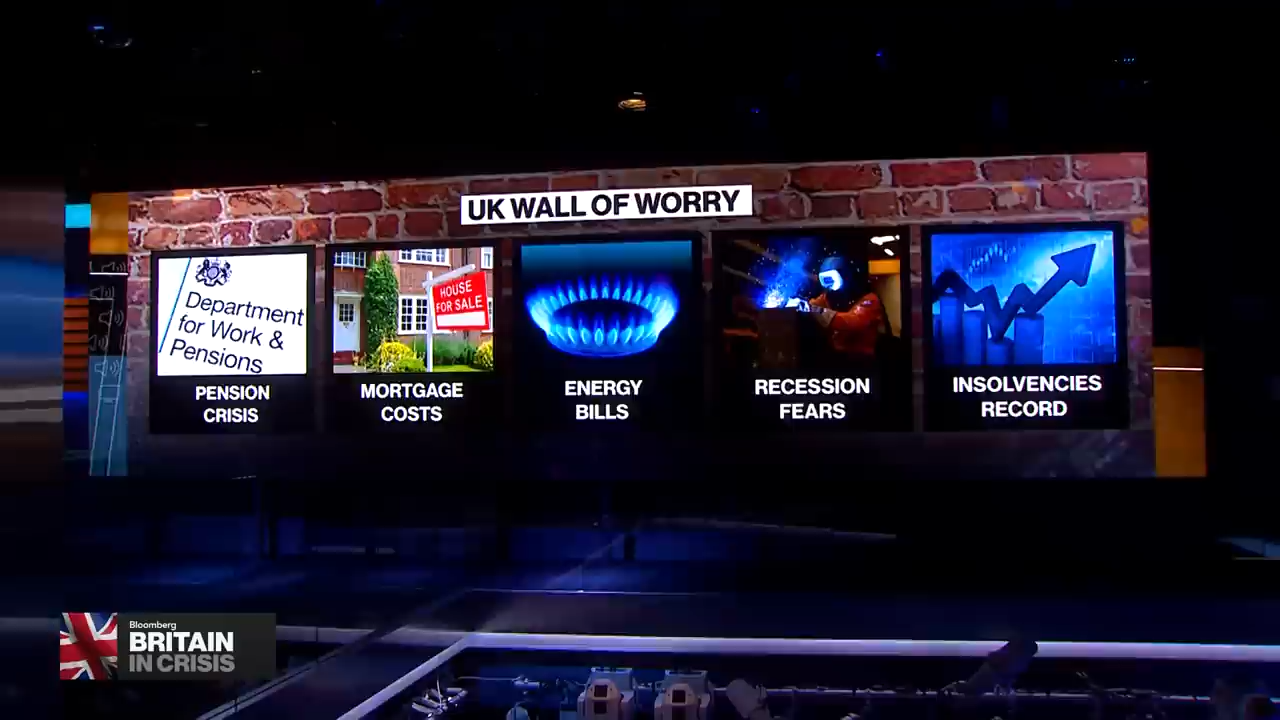 UK WALL OF WORRY
Department
for Work &
Pensions
PENSION
CRISIS
HOUSE
FOR SALE
MORTGAGE
COSTS
ENERGY
BILLS
RECESSION
FEARS
INSOLVENCIES
RECORD
Bloomberg
BRITAIN
IN CRISIS